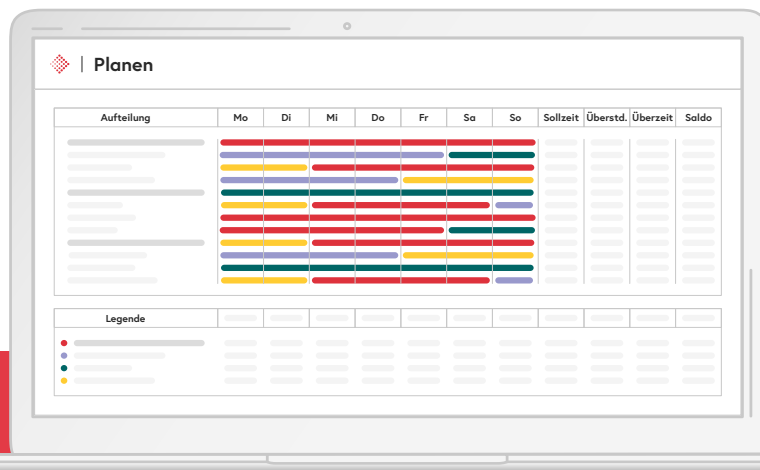 Planen
Aufteilung Mo Di Mi Do Fr Sa So Sollzeit Überstd. Überzeit Saldo
Legende